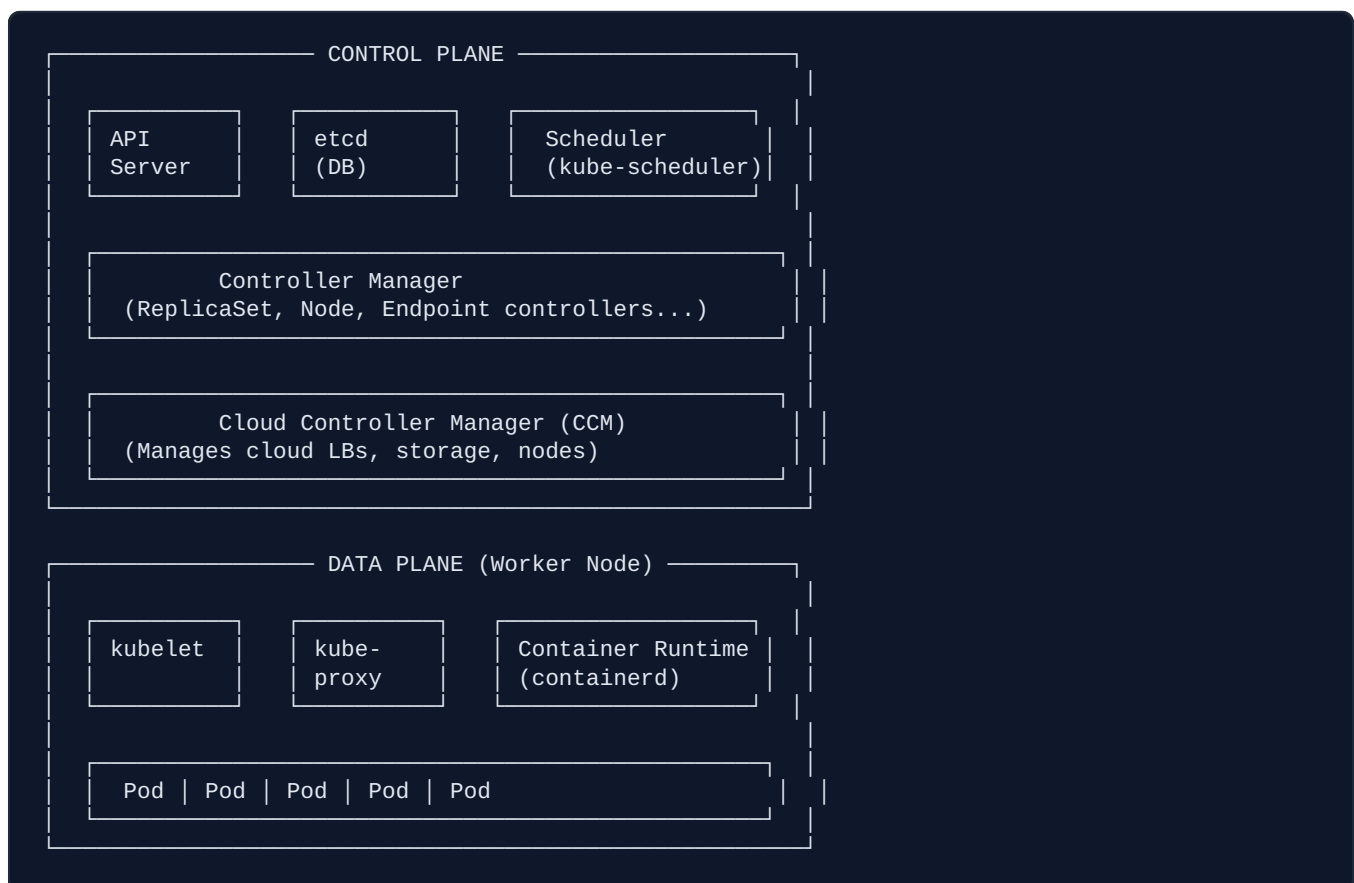 CONTROL PLANE
API etcd Scheduler
Server (DB) (kube-scheduler)
Controller Manager
(ReplicaSet, Node, Endpoint controllers...)
Cloud Controller Manager (CCM)
(Manages cloud LBs, storage, nodes)
DATA PLANE (Worker Node)
kubelet kube- Container Runtime
proxy (containerd)
Pod │ Pod │ Pod │ Pod │ Pod